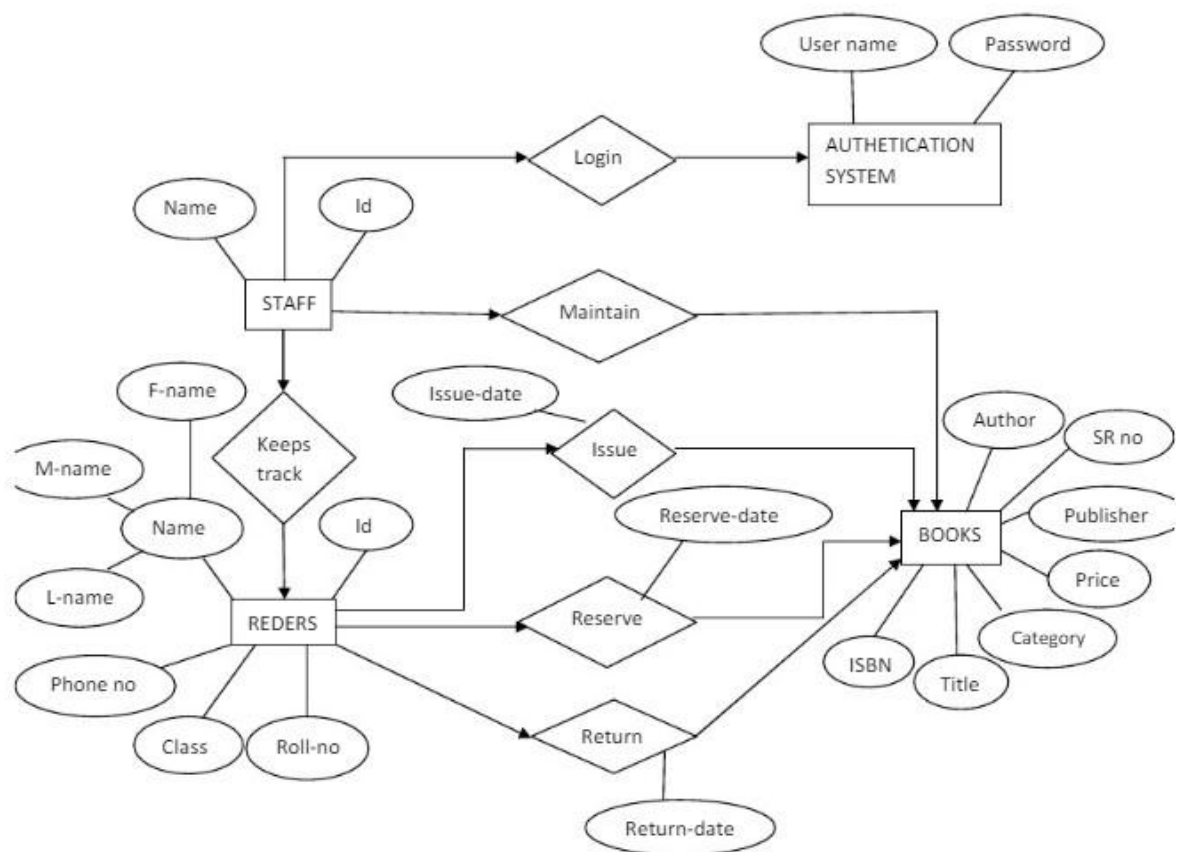 User name
Password
Login
AUTHETICATION
SYSTEM
Name
Id
STAFF
Maintain
F-name
Issue-date
Keeps
track
Issue
Author
SR no
M-name
Name
Id
Reserve-date
BOOKS
Publisher
L-name
Price
REDERS
Reserve
Category
Phone no
ISBN
Title
Class
Roll-no
Return
Return-date